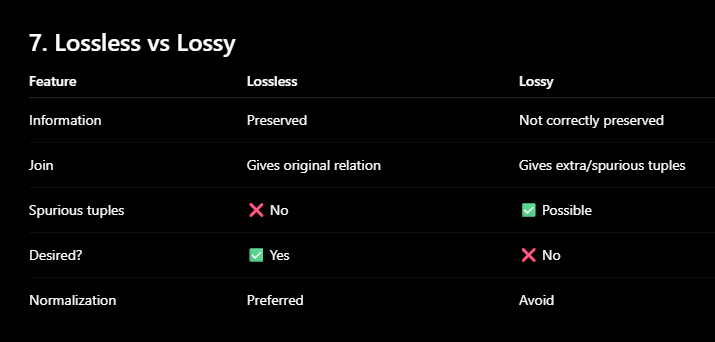 7. Lossless vs Lossy
Feature Lossless Lossy
Information Preserved Not correctly preserved
Join Gives original relation Gives extra/spurious tuples
Spurious tuples ❌ No ✅ Possible
Desired? ✅ Yes ❌ No
Normalization Preferred Avoid